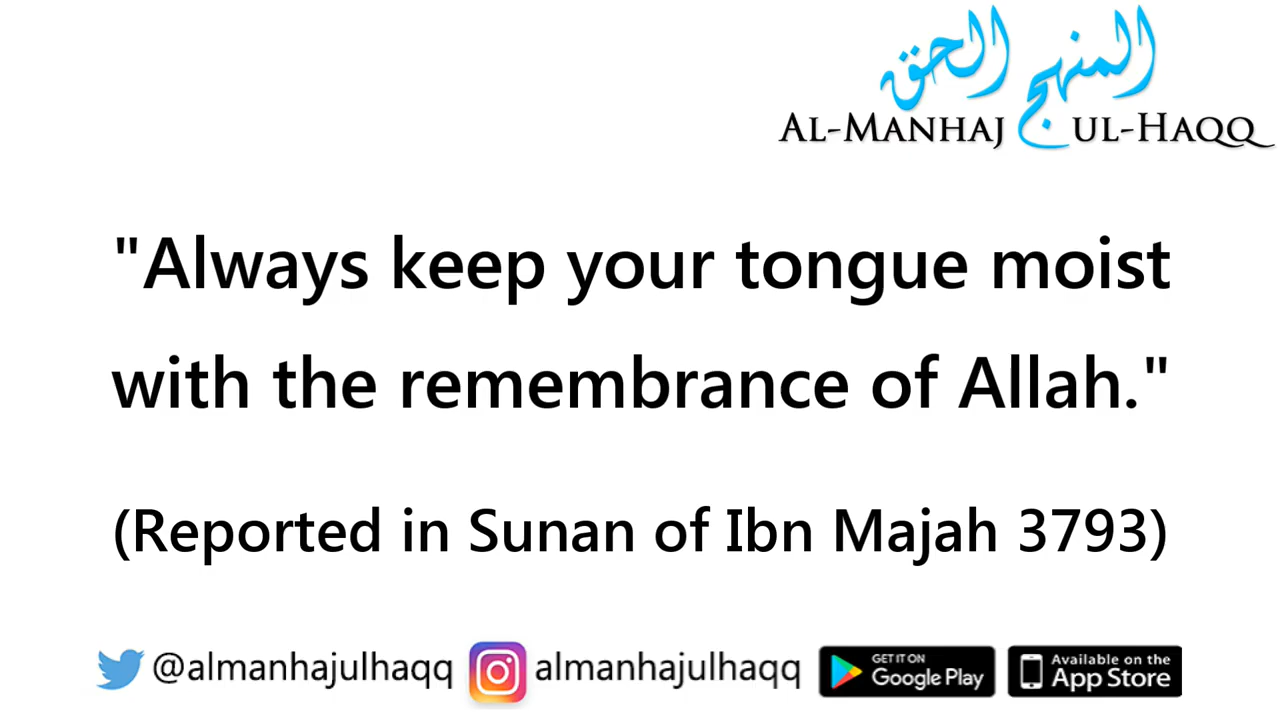 المنهج الحق
AL-MANHAJ UL-HAQQ
"Always keep your tongue moist
with the remembrance of Allah."
(Reported in Sunan of Ibn Majah 3793)
@almanhajulhaqq almanhajulhaqq GET IT ON Google Play Available on the App Store